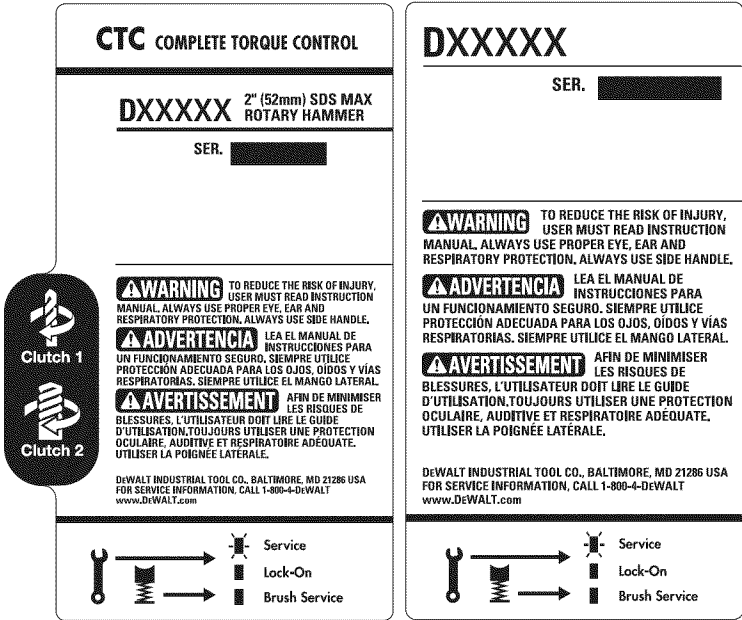 CTC COMPLETE TORQUE CONTROL
DXXXXX 2" (52mm) SDS MAX
ROTARY HAMMER
SER.
WARNING TO REDUCE THE RISK OF INJURY,
USER MUST READ INSTRUCTION
MANUAL. ALWAYS USE PROPER EYE, EAR AND
RESPIRATORY PROTECTION. ALWAYS USE SIDE HANDLE.
ADVERTENCIA LEA EL MANUAL DE
INSTRUCCIONES PARA
UN FUNCIONAMIENTO SEGURO. SIEMPRE UTILICE
PROTECCIÓN ADECUADA PARA LOS OJOS, OÍDOS Y VÍAS
RESPIRATORIAS. SIEMPRE UTILICE EL MANGO LATERAL.
AVERTISSEMENT AFIN DE MINIMISER
LES RISQUES DE
BLESSURES, L'UTILISATEUR DOIT LIRE LE GUIDE
D'UTILISATION,TOUJOURS UTILISER UNE PROTECTION
OCULAIRE, AUDITIVE ET RESPIRATOIRE ADÉQUATE.
UTILISER LA POIGNÉE LATÉRALE.
DEWALT INDUSTRIAL TOOL CO., BALTIMORE, MD 21286 USA
FOR SERVICE INFORMATION, CALL 1-800-4-DEWALT
www.DEWALT.com
Clutch 1
Clutch 2
Service
Lock-On
Brush Service
DXXXXX
SER.
WARNING TO REDUCE THE RISK OF INJURY,
USER MUST READ INSTRUCTION
MANUAL. ALWAYS USE PROPER EYE, EAR AND
RESPIRATORY PROTECTION. ALWAYS USE SIDE HANDLE.
ADVERTENCIA LEA EL MANUAL DE
INSTRUCCIONES PARA
UN FUNCIONAMIENTO SEGURO. SIEMPRE UTILICE
PROTECCIÓN ADECUADA PARA LOS OJOS, OÍDOS Y VÍAS
RESPIRATORIAS. SIEMPRE UTILICE EL MANGO LATERAL.
AVERTISSEMENT AFIN DE MINIMISER
LES RISQUES DE
BLESSURES, L'UTILISATEUR DOIT LIRE LE GUIDE
D'UTILISATION,TOUJOURS UTILISER UNE PROTECTION
OCULAIRE, AUDITIVE ET RESPIRATOIRE ADÉQUATE.
UTILISER LA POIGNÉE LATÉRALE.
DEWALT INDUSTRIAL TOOL CO., BALTIMORE, MD 21286 USA
FOR SERVICE INFORMATION, CALL 1-800-4-DEWALT
www.DEWALT.com
Service
Lock-On
Brush Service